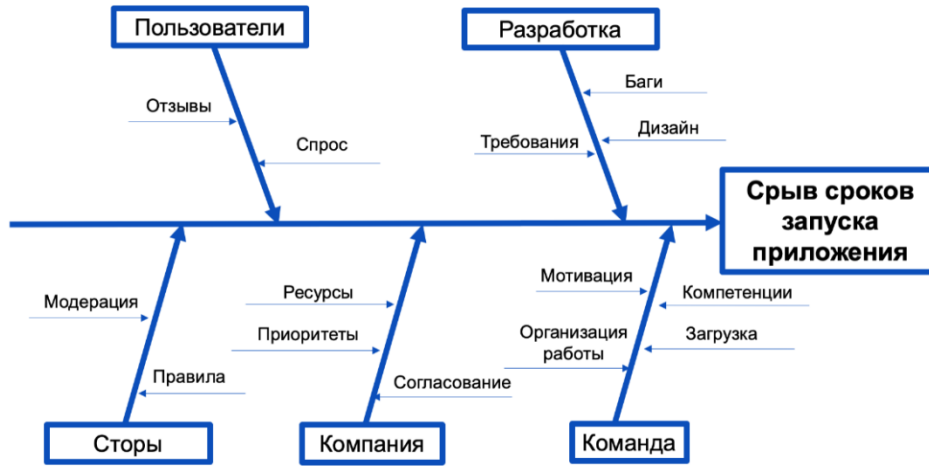 Пользователи
Разработка
Баги
Отзывы
Дизайн
Требования
Спрос
Срыв сроков
запуска
приложения
Мотивация
Ресурсы
Компетенции
Модерация
Организация
работы
Приоритеты
Загрузка
Правила
Согласование
Сторы
Компания
Команда